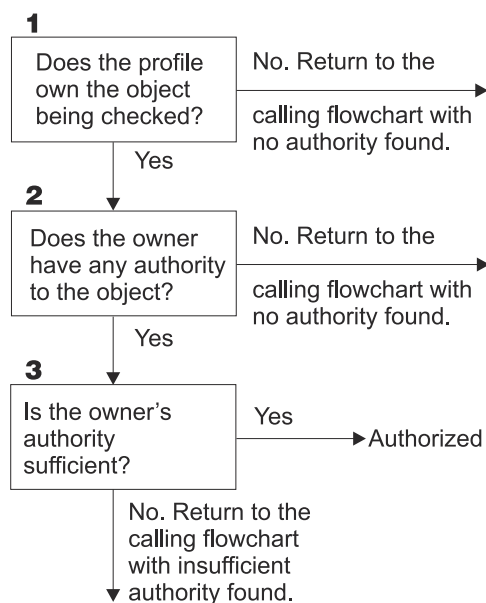 1
Does the profile
own the object
being checked?
No. Return to the
calling flowchart with
no authority found.
Yes
2
Does the owner
have any authority
to the object?
No. Return to the
calling flowchart with
no authority found.
Yes
3
Is the owner's
authority
sufficient?
Yes
Authorized
No. Return to the
calling flowchart
with insufficient
authority found.